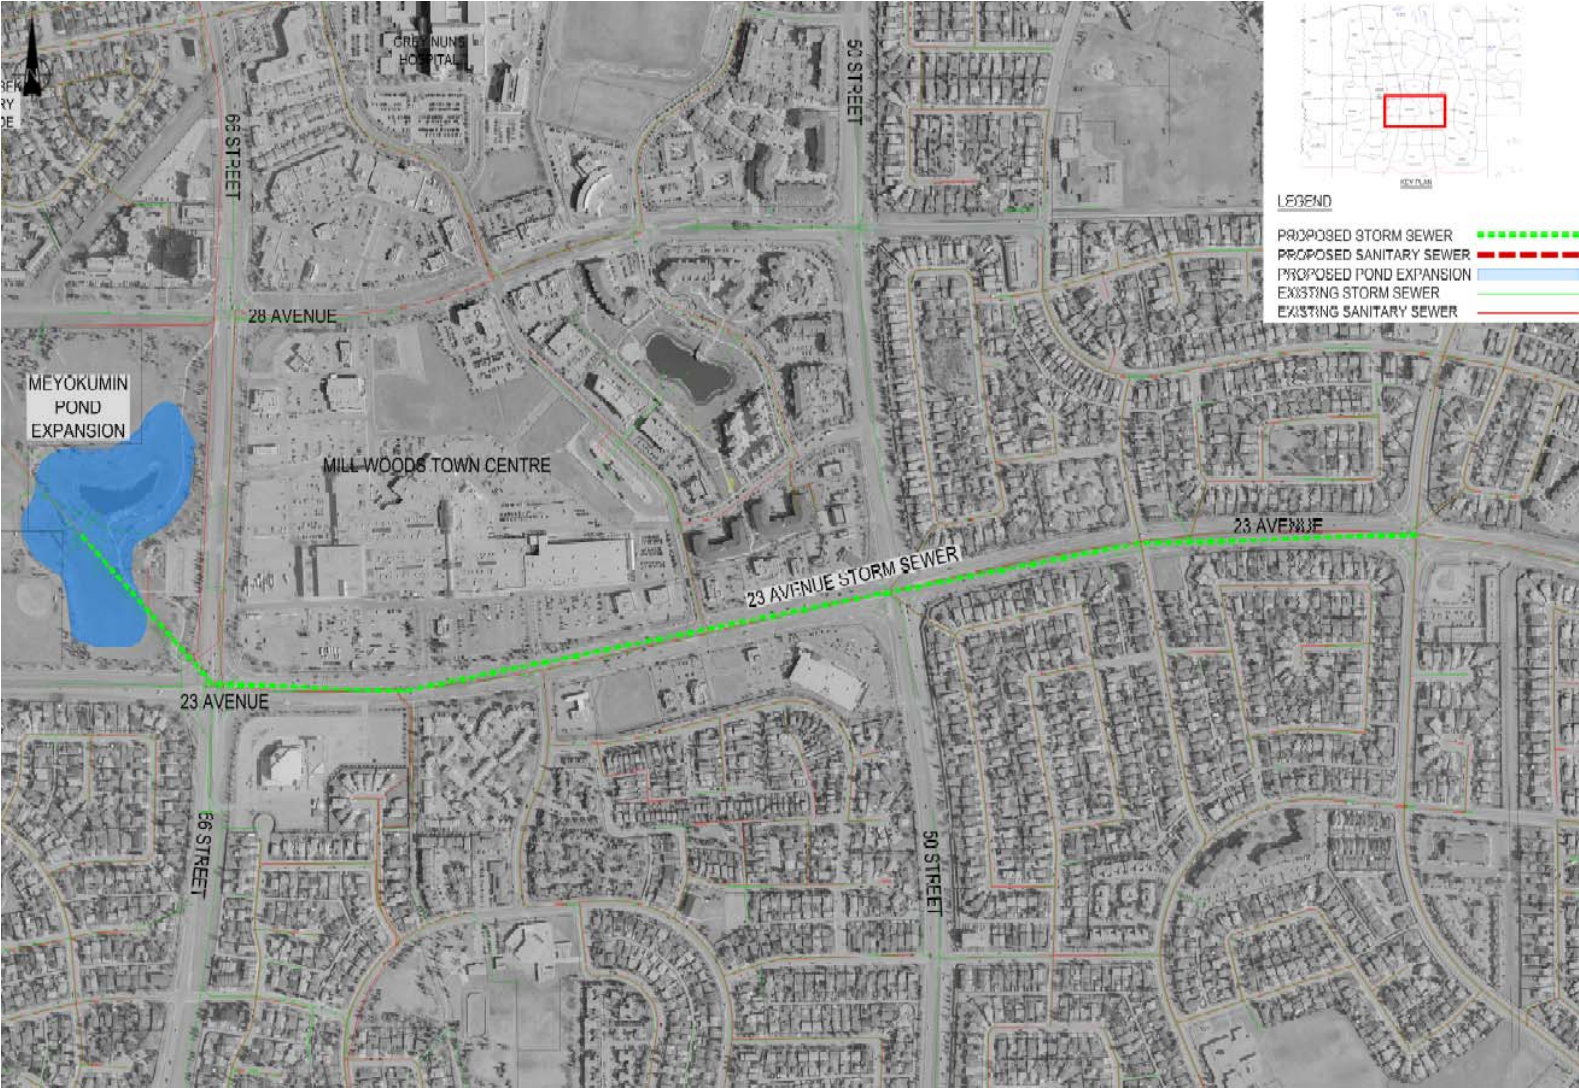 GREY NUNS
HOSPITAL
50 STREET
66 STREET
N
28 AVENUE
MEYOKUMIN
POND
EXPANSION
MILL WOODS TOWN CENTRE
23 AVENUE STORM SEWER
23 AVENUE
23 AVENUE
66 STREET
50 STREET
KEY PLAN
LEGEND
PROPOSED STORM SEWER
PROPOSED SANITARY SEWER
PROPOSED POND EXPANSION
EXISTING STORM SEWER
EXISTING SANITARY SEWER